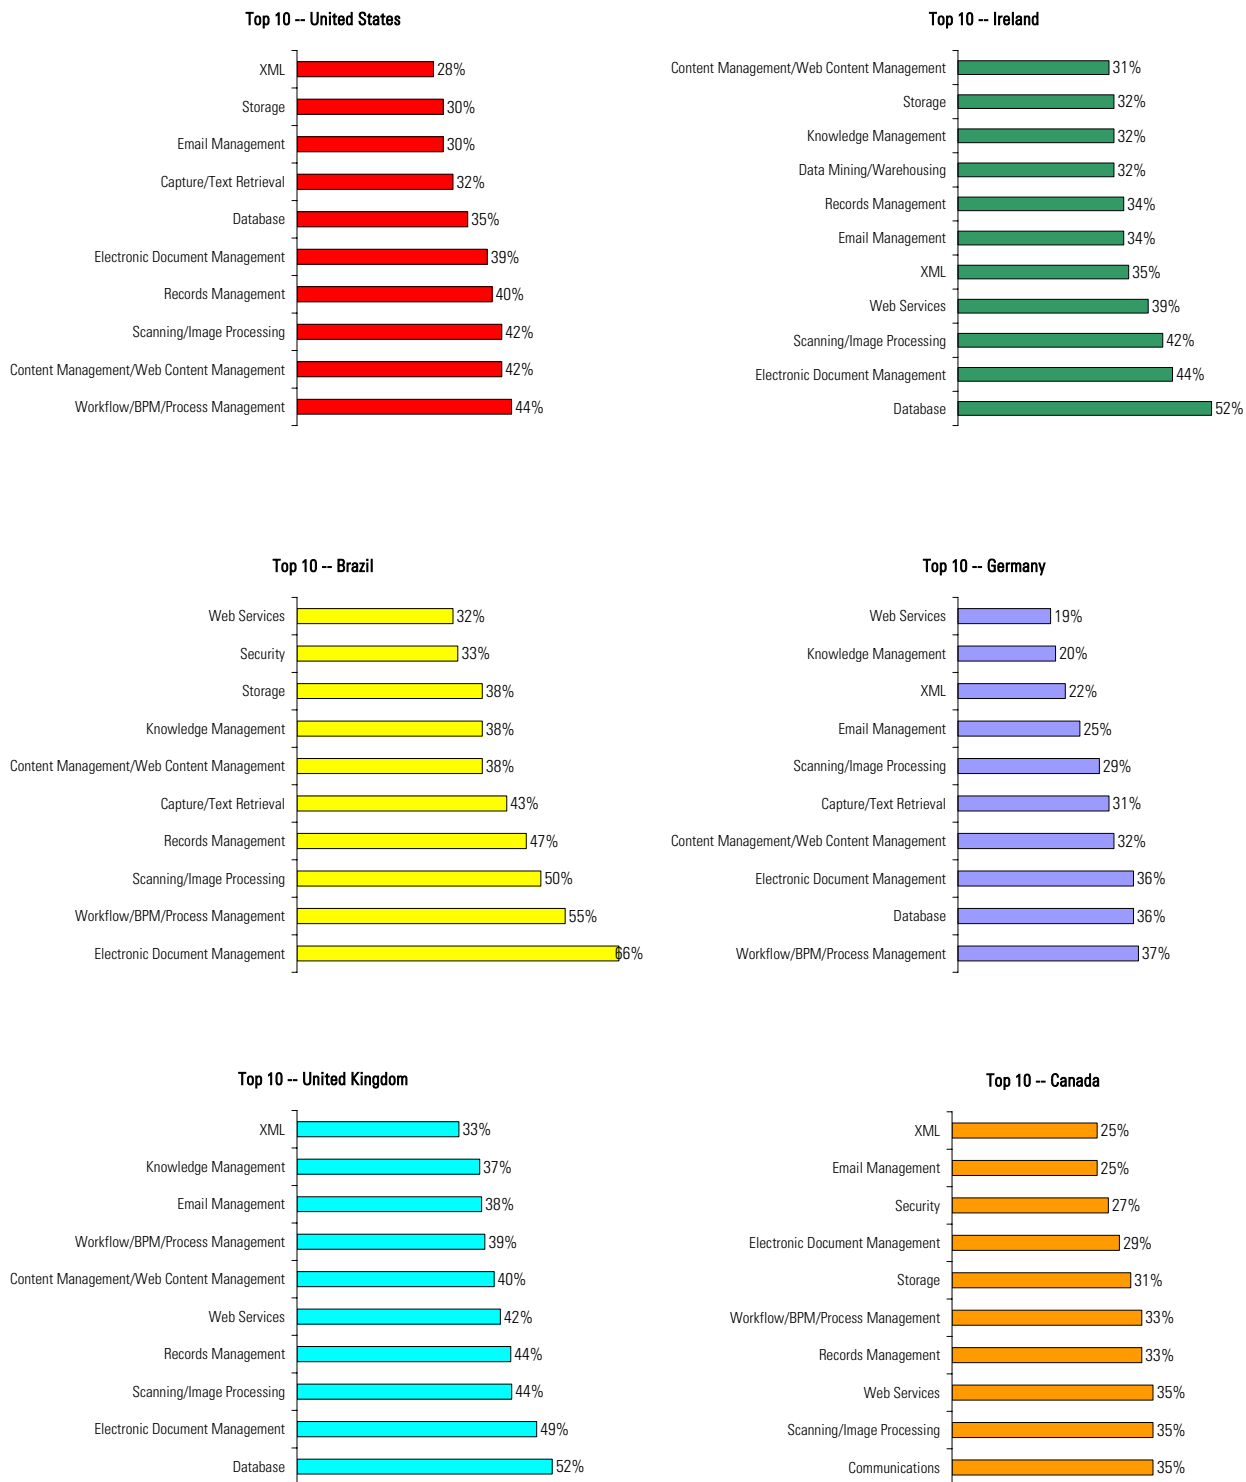 Top 10 -- United States
XML 28%
Storage 30%
Email Management 30%
Capture/Text Retrieval 32%
Database 35%
Electronic Document Management 39%
Records Management 40%
Scanning/Image Processing 42%
Content Management/Web Content Management 42%
Workflow/BPM/Process Management 44%
Top 10 -- Ireland
Content Management/Web Content Management 31%
Storage 32%
Knowledge Management 32%
Data Mining/Warehousing 32%
Records Management 34%
Email Management 34%
XML 35%
Web Services 39%
Scanning/Image Processing 42%
Electronic Document Management 44%
Database 52%
Top 10 -- Brazil
Web Services 32%
Security 33%
Storage 38%
Knowledge Management 38%
Content Management/Web Content Management 38%
Capture/Text Retrieval 43%
Records Management 47%
Scanning/Image Processing 50%
Workflow/BPM/Process Management 55%
Electronic Document Management 66%
Top 10 -- Germany
Web Services 19%
Knowledge Management 20%
XML 22%
Email Management 25%
Scanning/Image Processing 29%
Capture/Text Retrieval 31%
Content Management/Web Content Management 32%
Electronic Document Management 36%
Database 36%
Workflow/BPM/Process Management 37%
Top 10 -- United Kingdom
XML 33%
Knowledge Management 37%
Email Management 38%
Workflow/BPM/Process Management 39%
Content Management/Web Content Management 40%
Web Services 42%
Records Management 44%
Scanning/Image Processing 44%
Electronic Document Management 49%
Database 52%
Top 10 -- Canada
XML 25%
Email Management 25%
Security 27%
Electronic Document Management 29%
Storage 31%
Workflow/BPM/Process Management 33%
Records Management 33%
Web Services 35%
Scanning/Image Processing 35%
Communications 35%